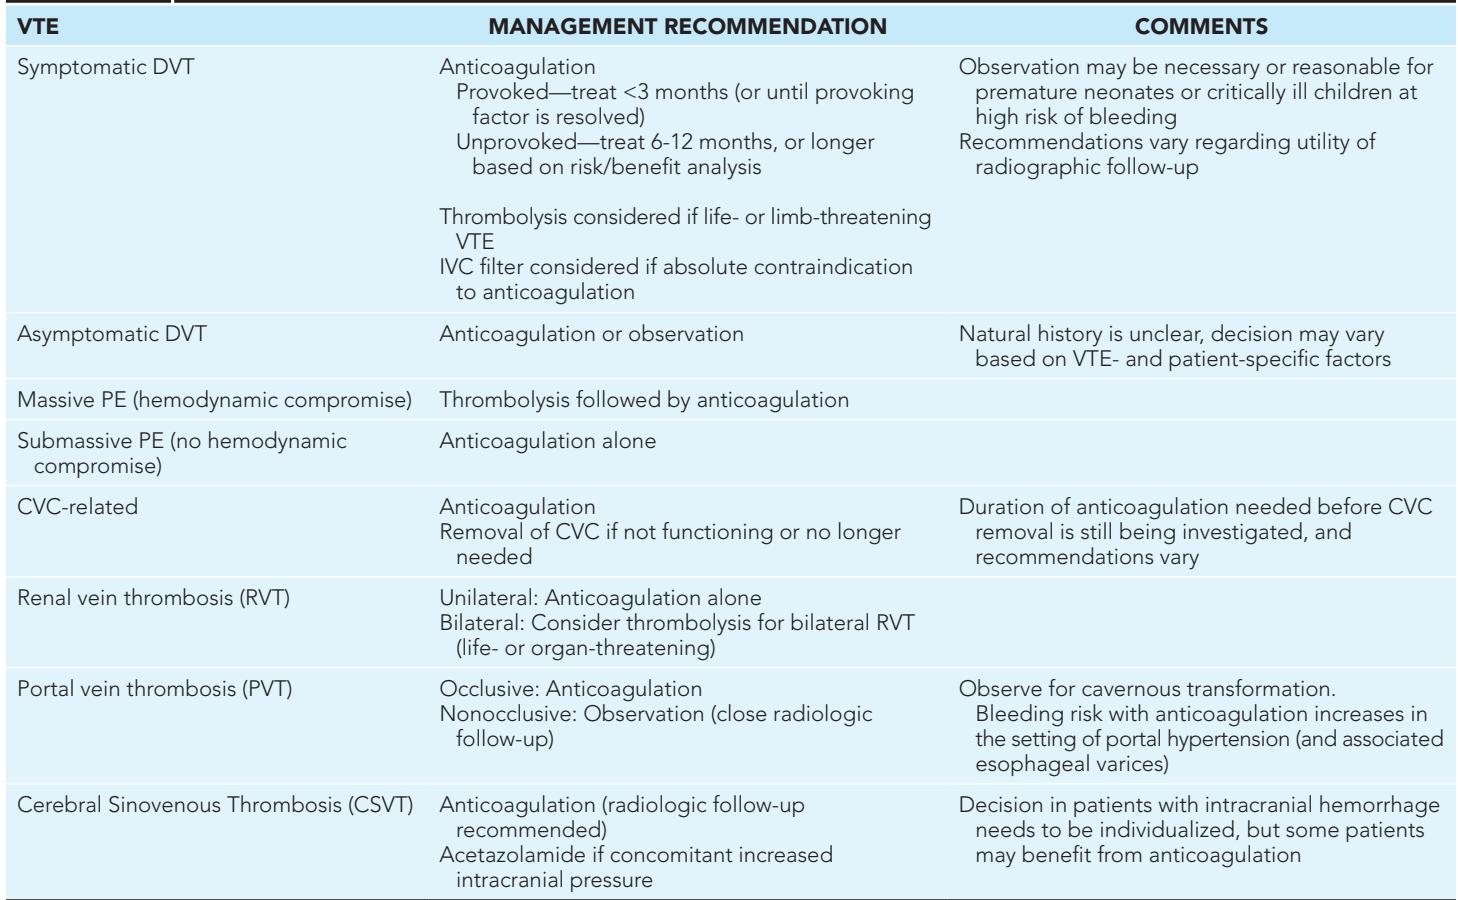 VTE MANAGEMENT RECOMMENDATION COMMENTS
Symptomatic DVT
Anticoagulation
Provoked—treat <3 months (or until provoking
factor is resolved)
Unprovoked—treat 6-12 months, or longer
based on risk/benefit analysis
Thrombolysis considered if life- or limb-threatening
VTE
IVC filter considered if absolute contraindication
to anticoagulation
Observation may be necessary or reasonable for
premature neonates or critically ill children at
high risk of bleeding
Recommendations vary regarding utility of
radiographic follow-up
Asymptomatic DVT
Anticoagulation or observation
Natural history is unclear, decision may vary
based on VTE- and patient-specific factors
Massive PE (hemodynamic compromise)
Thrombolysis followed by anticoagulation
Submassive PE (no hemodynamic
compromise)
Anticoagulation alone
CVC-related
Anticoagulation
Removal of CVC if not functioning or no longer
needed
Duration of anticoagulation needed before CVC
removal is still being investigated, and
recommendations vary
Renal vein thrombosis (RVT)
Unilateral: Anticoagulation alone
Bilateral: Consider thrombolysis for bilateral RVT
(life- or organ-threatening)
Portal vein thrombosis (PVT)
Occlusive: Anticoagulation
Nonocclusive: Observation (close radiologic
follow-up)
Observe for cavernous transformation.
Bleeding risk with anticoagulation increases in
the setting of portal hypertension (and associated
esophageal varices)
Cerebral Sinovenous Thrombosis (CSVT)
Anticoagulation (radiologic follow-up
recommended)
Acetazolamide if concomitant increased
intracranial pressure
Decision in patients with intracranial hemorrhage
needs to be individualized, but some patients
may benefit from anticoagulation